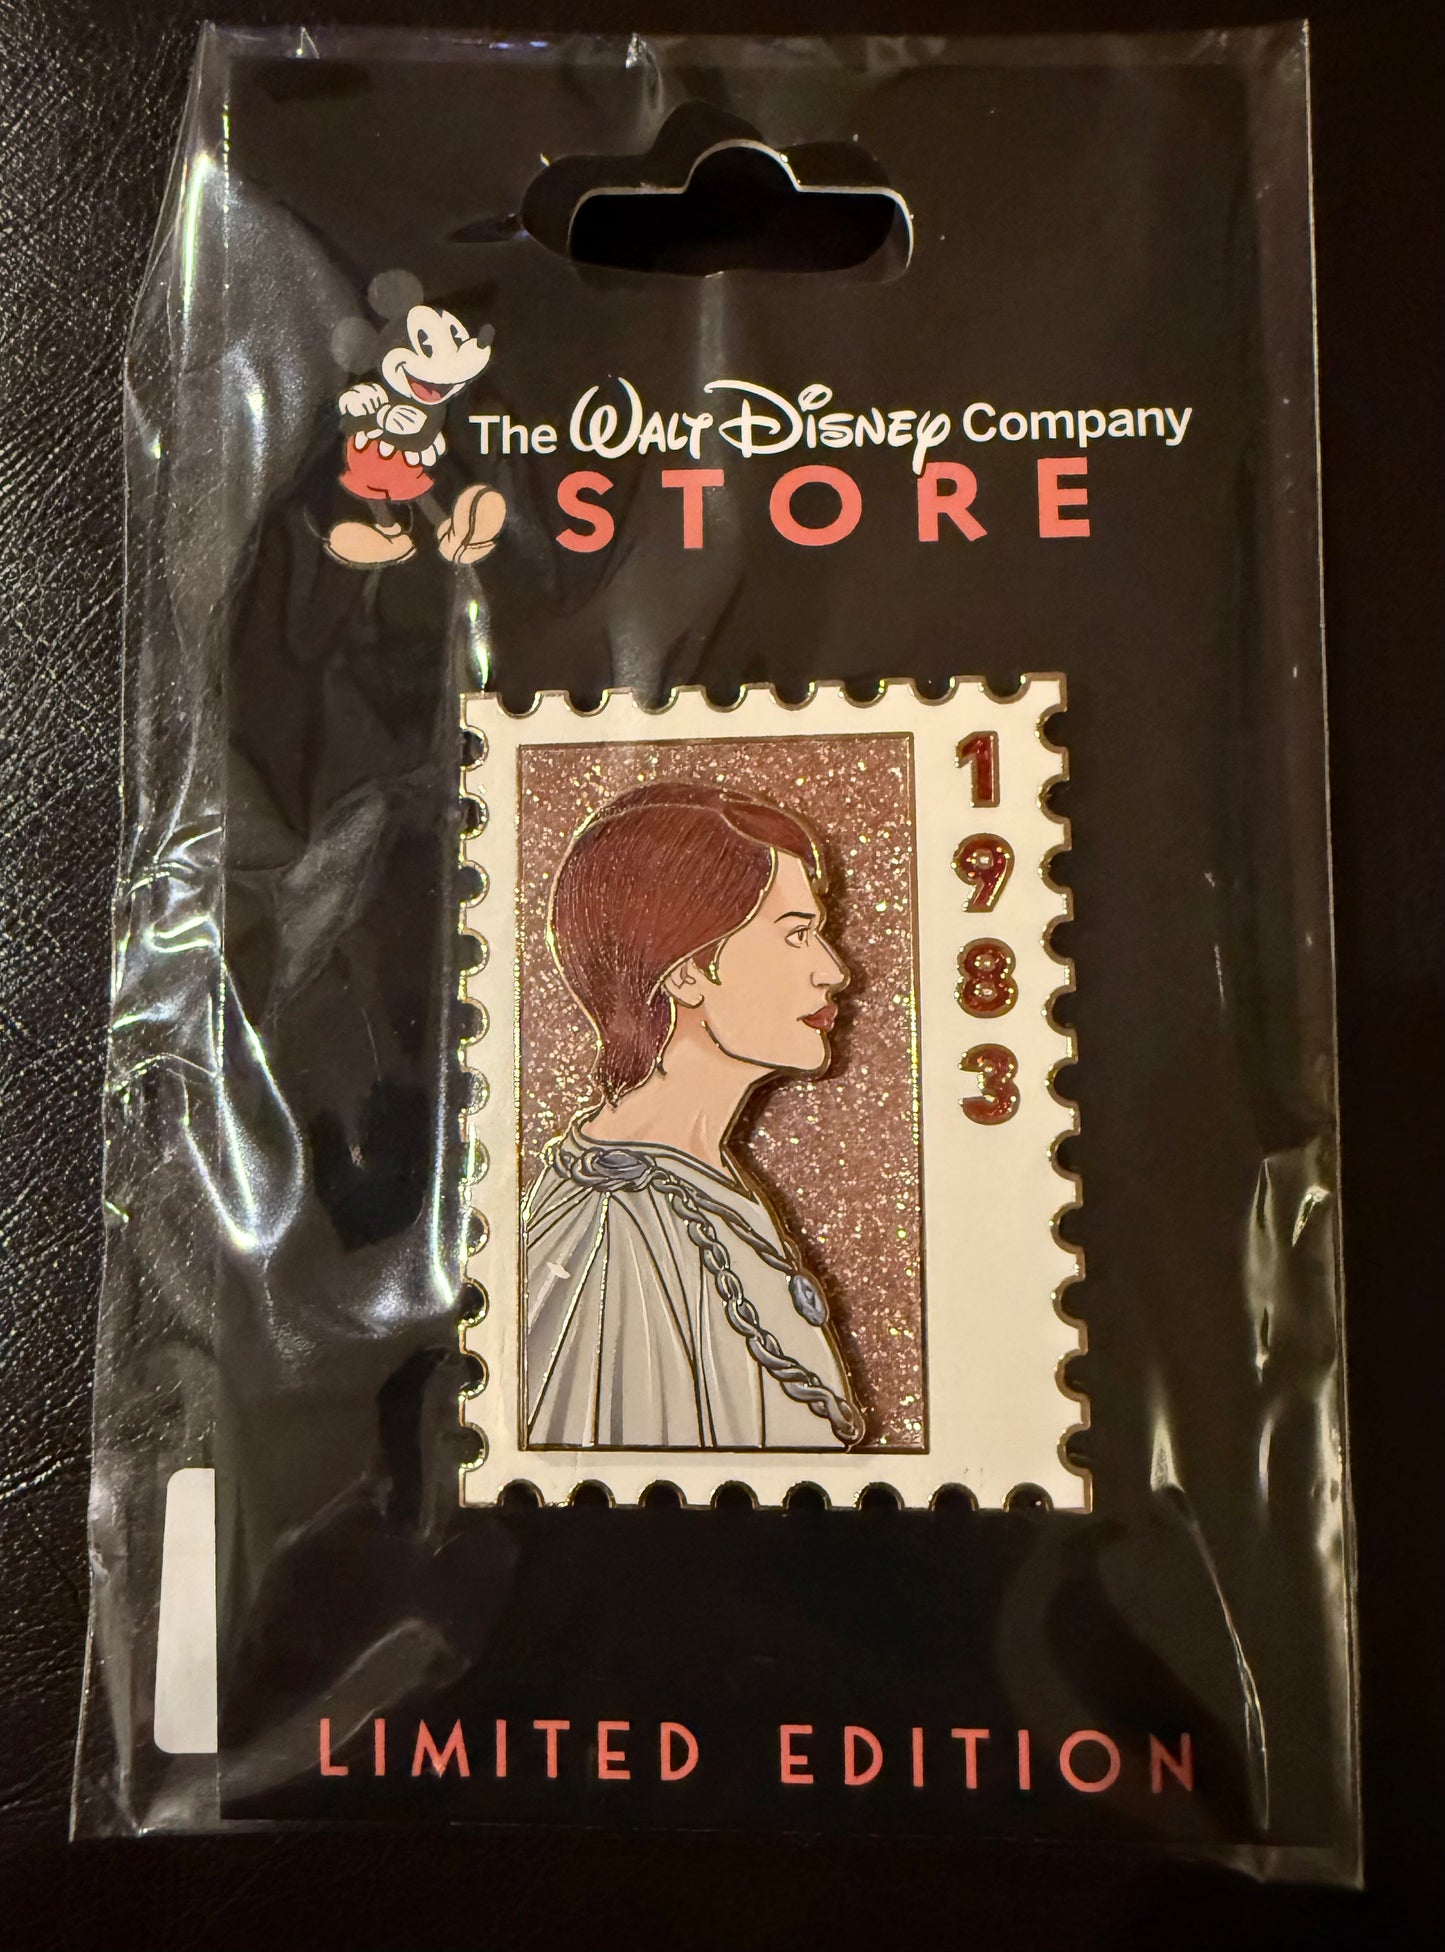 The Walt Disney Company
STORE
1
9
8
3
LIMITED EDITION